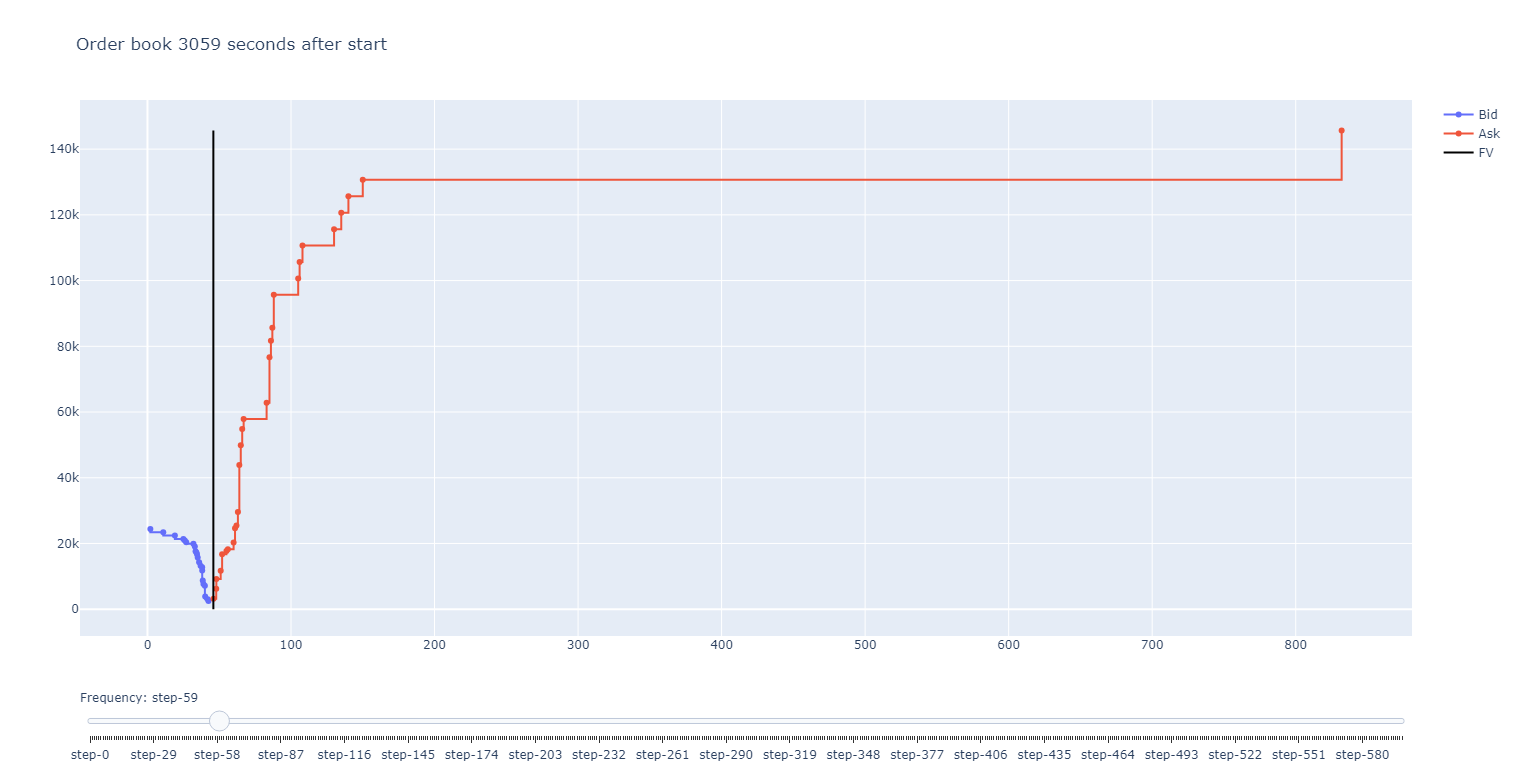 Order book 3059 seconds after start
Bid
Ask
FV
140k
120k
100k
80k
60k
40k
20k
0
0 100 200 300 400 500 600 700 800
Frequency: step-59
step-0 step-29 step-58 step-87 step-116 step-145 step-174 step-203 step-232 step-261 step-290 step-319 step-348 step-377 step-406 step-435 step-464 step-493 step-522 step-551 step-580